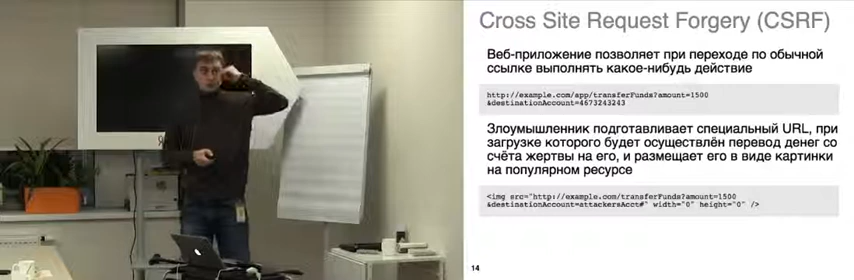 Cross Site Request Forgery (CSRF)
Веб-приложение позволяет при переходе по обычной
ссылке выполнять какое-нибудь действие
http://example.com/app/transferFunds?amount=1500
&destinationAccount=4673243243
Злоумышленник подготавливает специальный URL, при
загрузке которого будет осуществлён перевод денег со
счёта жертвы на его, и размещает его в виде картинки
на популярном ресурсе
<img src="http://example.com/transferFunds?amount=1500
&destinationAccount=attackersAcct#" width="0" height="0" />
14